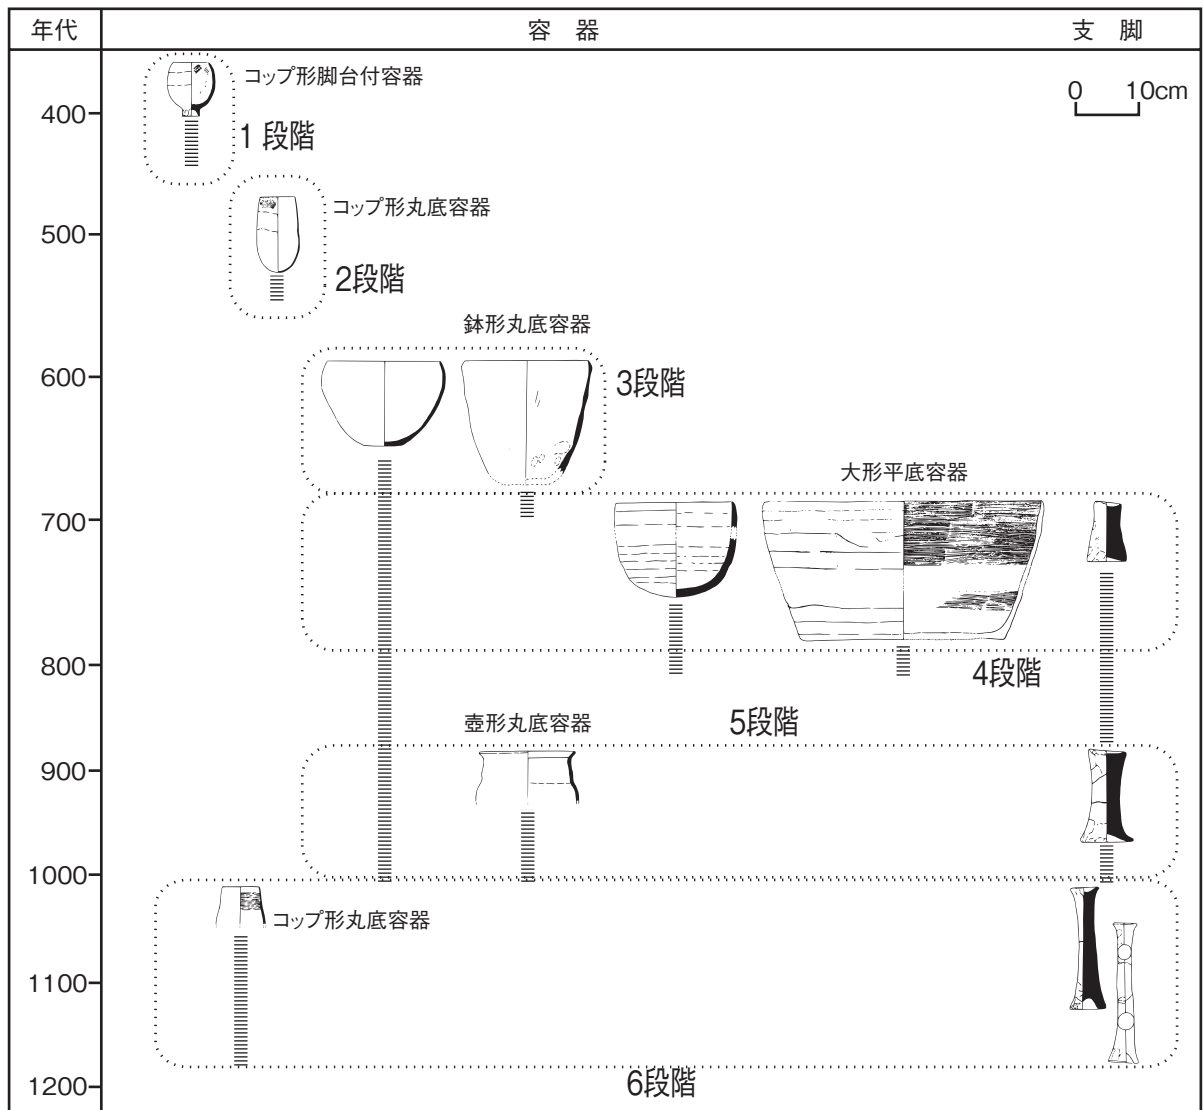 年代 容 器 支 脚
コップ形脚台付容器
0 10cm
400
1 段階
コップ形丸底容器
500
2段階
鉢形丸底容器
600
3段階
大形平底容器
700
800
4段階
壺形丸底容器
5段階
900
1000
コップ形丸底容器
1100
1200
6段階